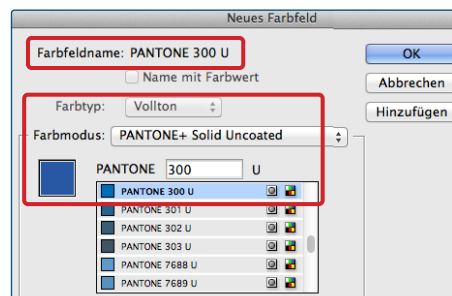 Neues Farbfeld
Farbfeldname: PANTONE 300 U
OK
Name mit Farbwert
Abbrechen
Farbtyp: Vollton
Hinzufügen
Farbmodus: PANTONE+ Solid Uncoated
PANTONE 300 U
PANTONE 300 U
PANTONE 301 U
PANTONE 302 U
PANTONE 303 U
PANTONE 7688 U
PANTONE 7689 U